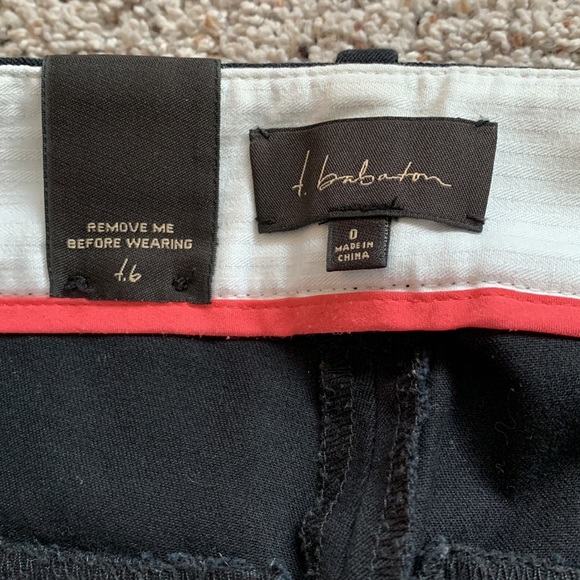 REMOVE ME
BEFORE WEARING
t.b
t. babaton
0
MADE IN
CHINA